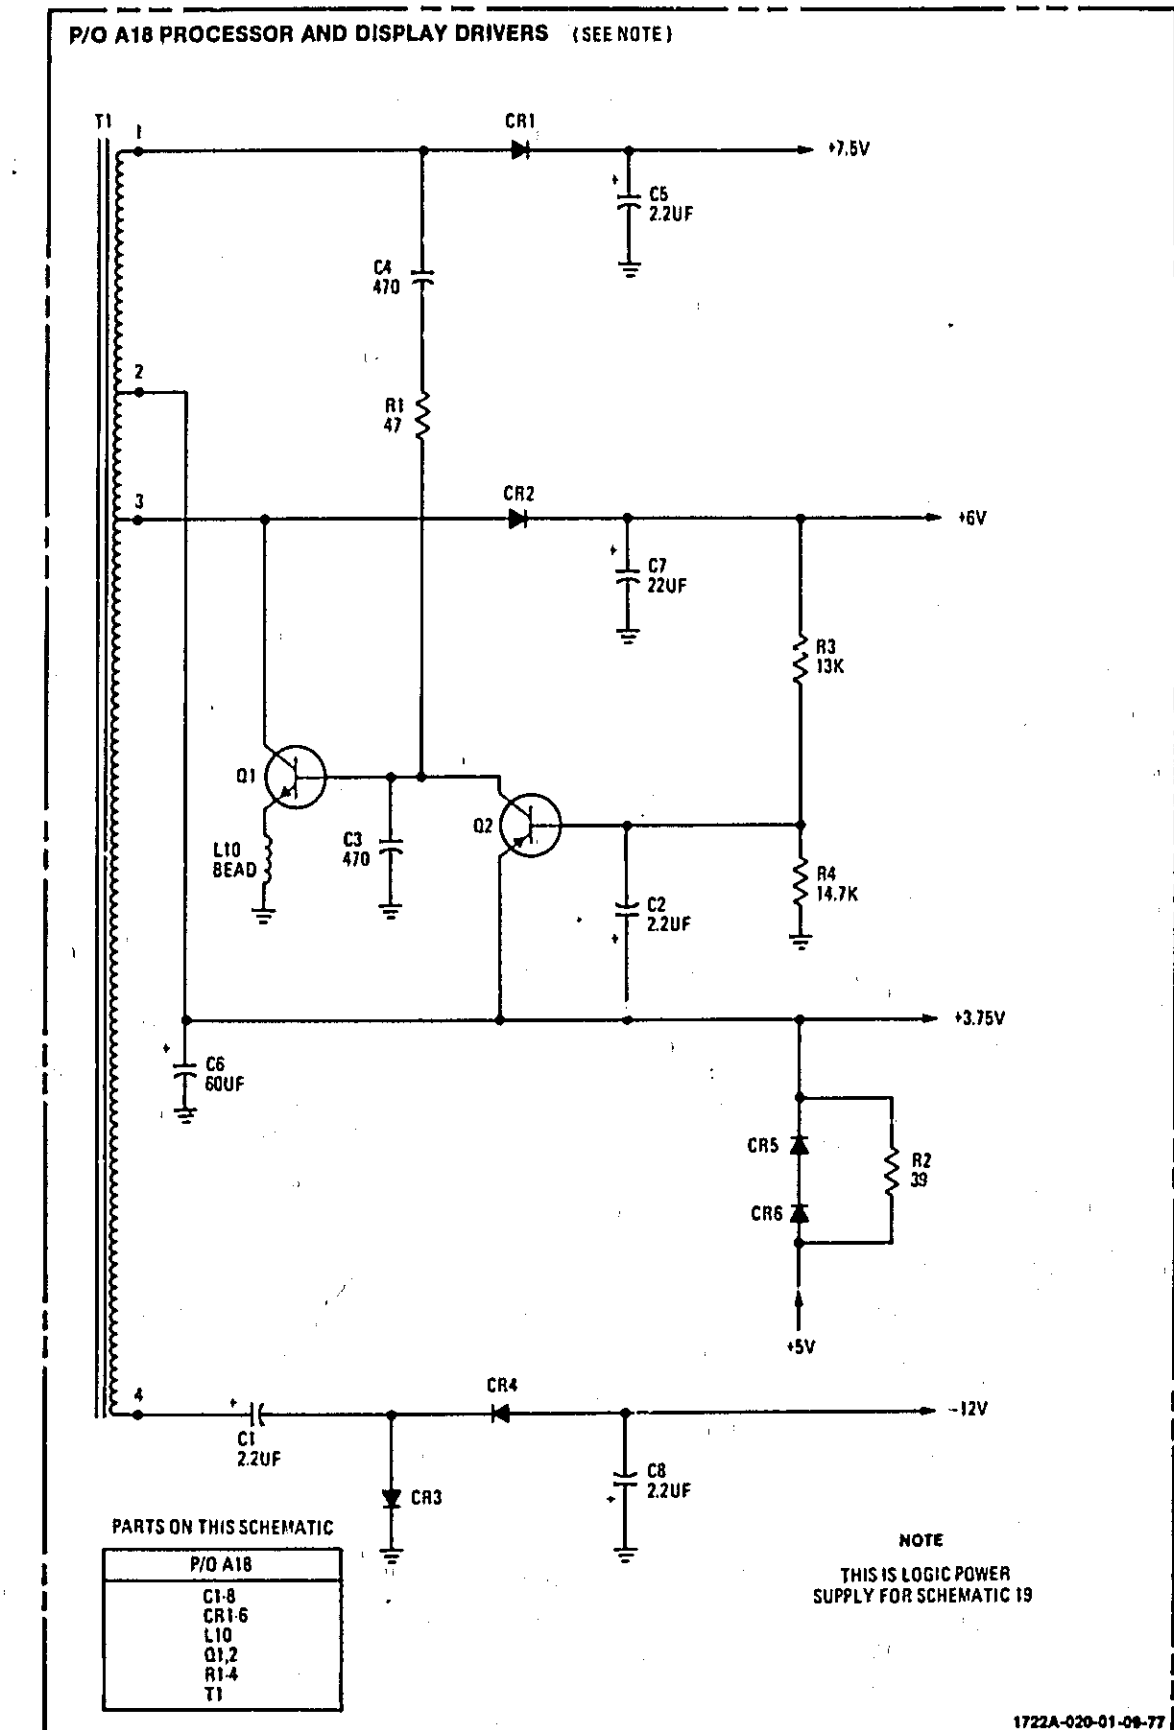 P/O A18 PROCESSOR AND DISPLAY DRIVERS (SEE NOTE)
T1
1
CR1
+7.5V
+
C5
2.2UF
C4
470
2
R1
47
3
CR2
+6V
+
C7
22UF
R3
13K
Q1
Q2
C3
470
L10
BEAD
R4
14.7K
C2
2.2UF
+
+3.75V
+
C6
60UF
CR5
R2
39
CR6
+5V
4
+
C1
2.2UF
CR4
-12V
CR3
C8
2.2UF
+
PARTS ON THIS SCHEMATIC
P/O A18
C1-8
CR1-6
L10
Q1,2
R1-4
T1
NOTE
THIS IS LOGIC POWER
SUPPLY FOR SCHEMATIC 19
1722A-020-01-09-77